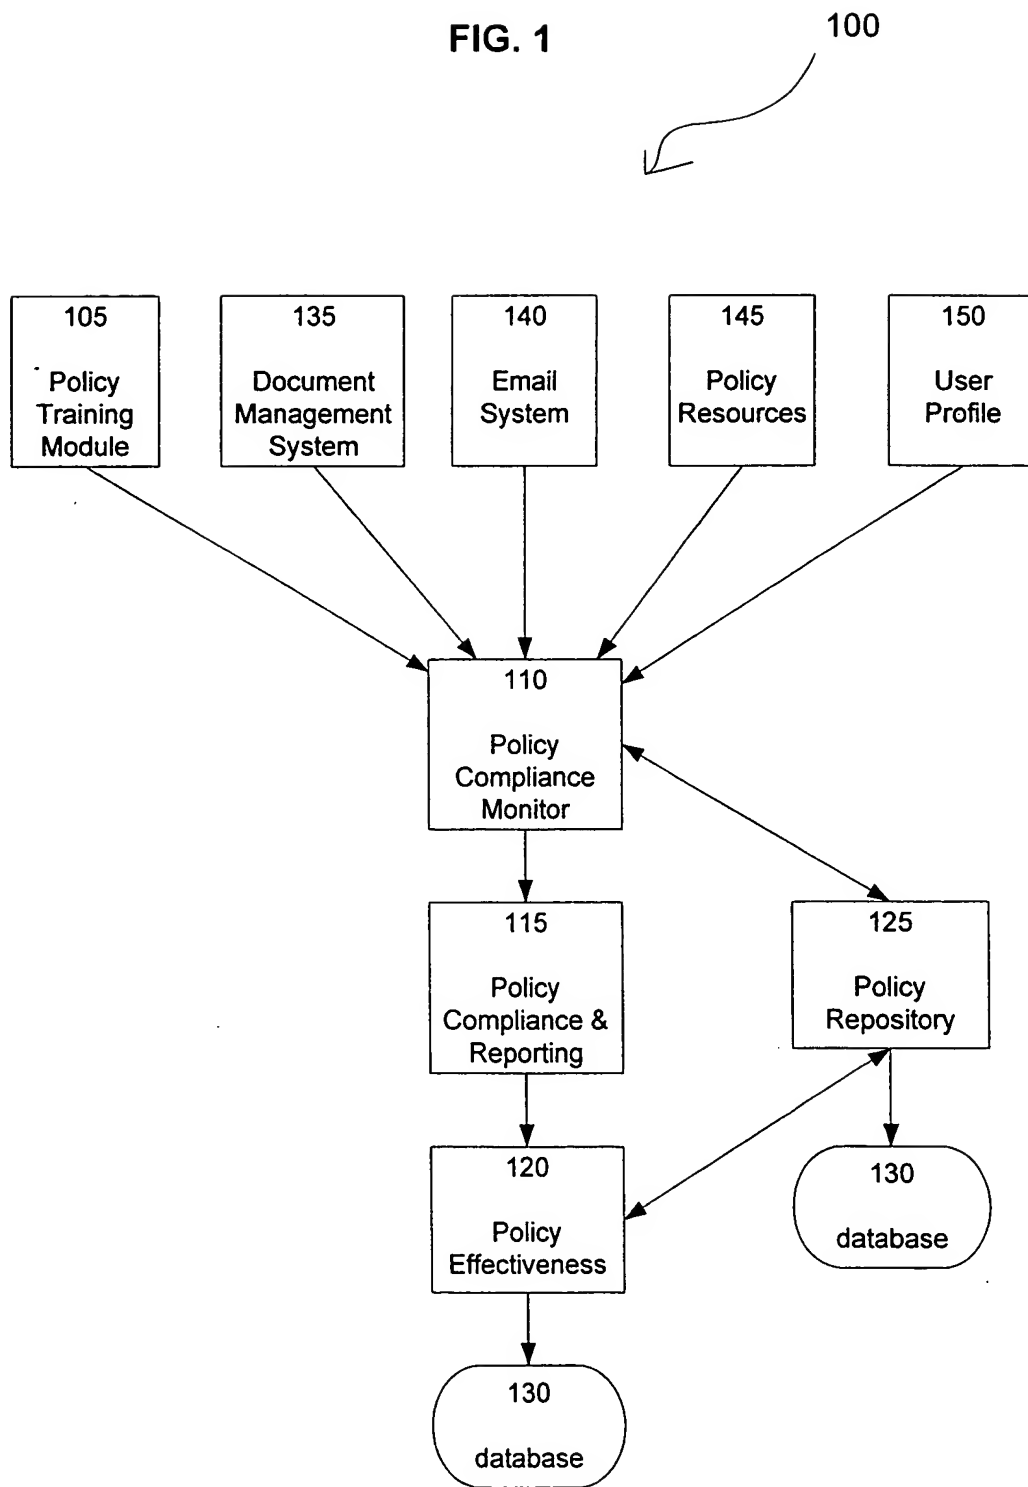 FIG. 1
100
105
Policy
Training
Module
135
Document
Management
System
140
Email
System
145
Policy
Resources
150
User
Profile
110
Policy
Compliance
Monitor
115
Policy
Compliance &
Reporting
125
Policy
Repository
120
Policy
Effectiveness
130
database
130
database